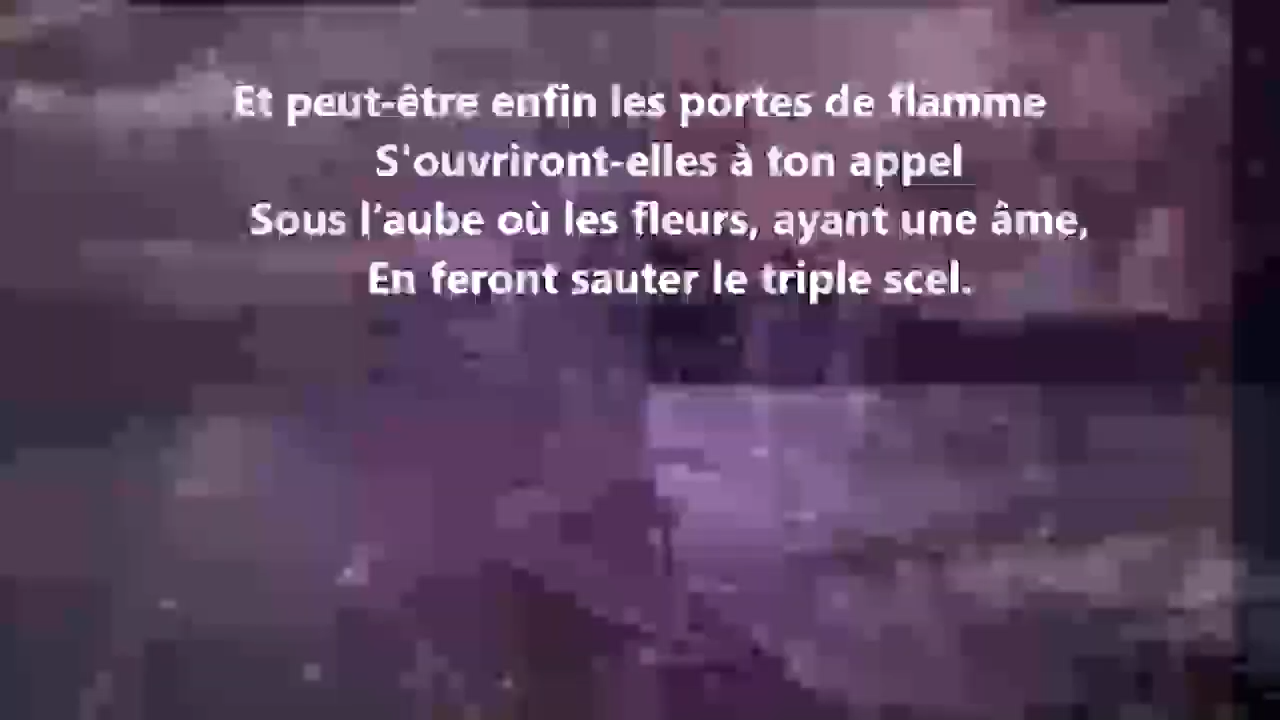 Et peut-être enfin les portes de flamme
S'ouvriront-elles à ton appel
Sous l’aube où les fleurs, ayant une âme,
En feront sauter le triple scel.